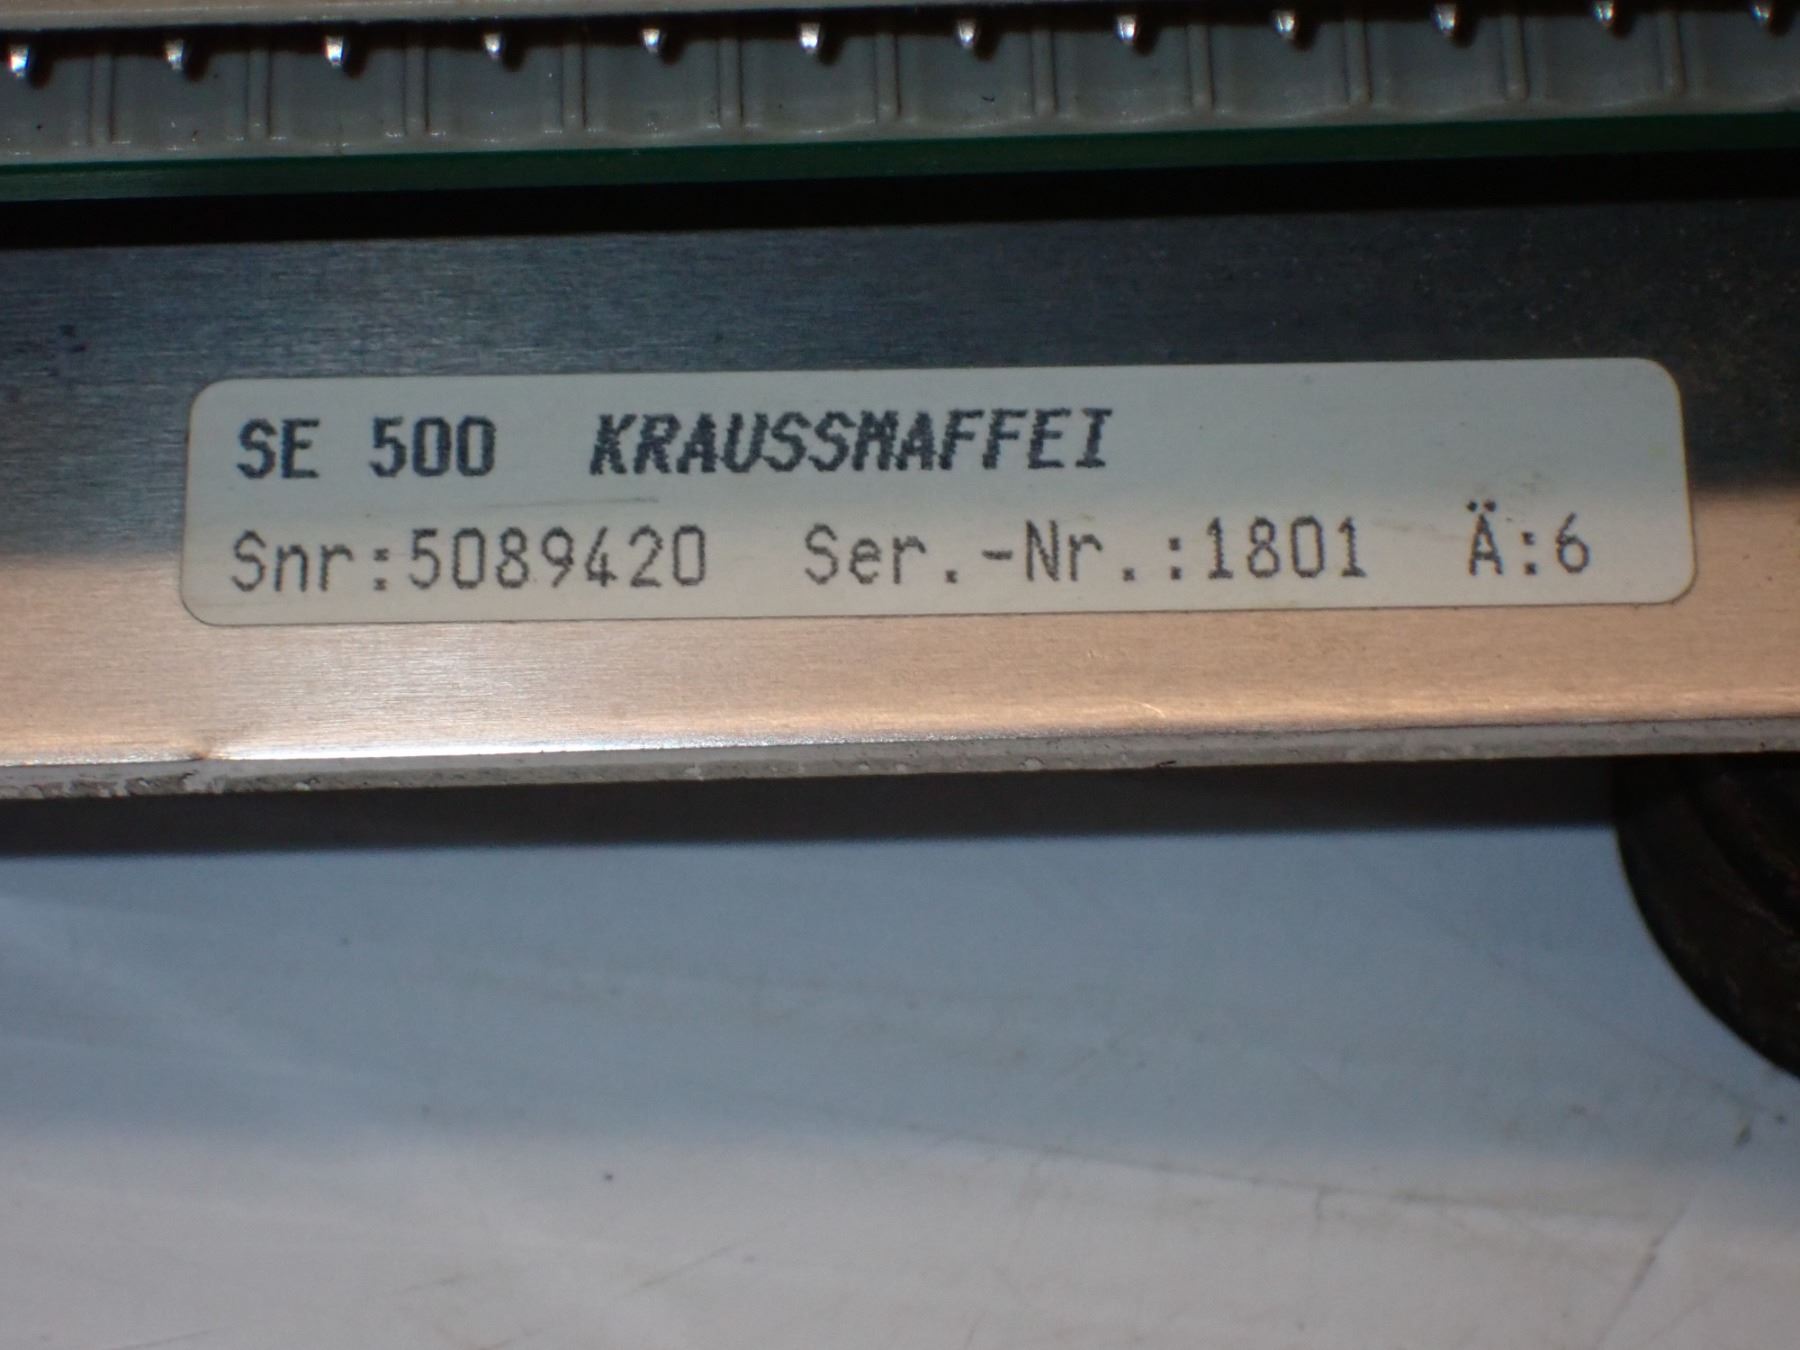 SE 500 KRAUSSMAFFEI
Snr:5089420 Ser.-Nr.:1801 Ä:6